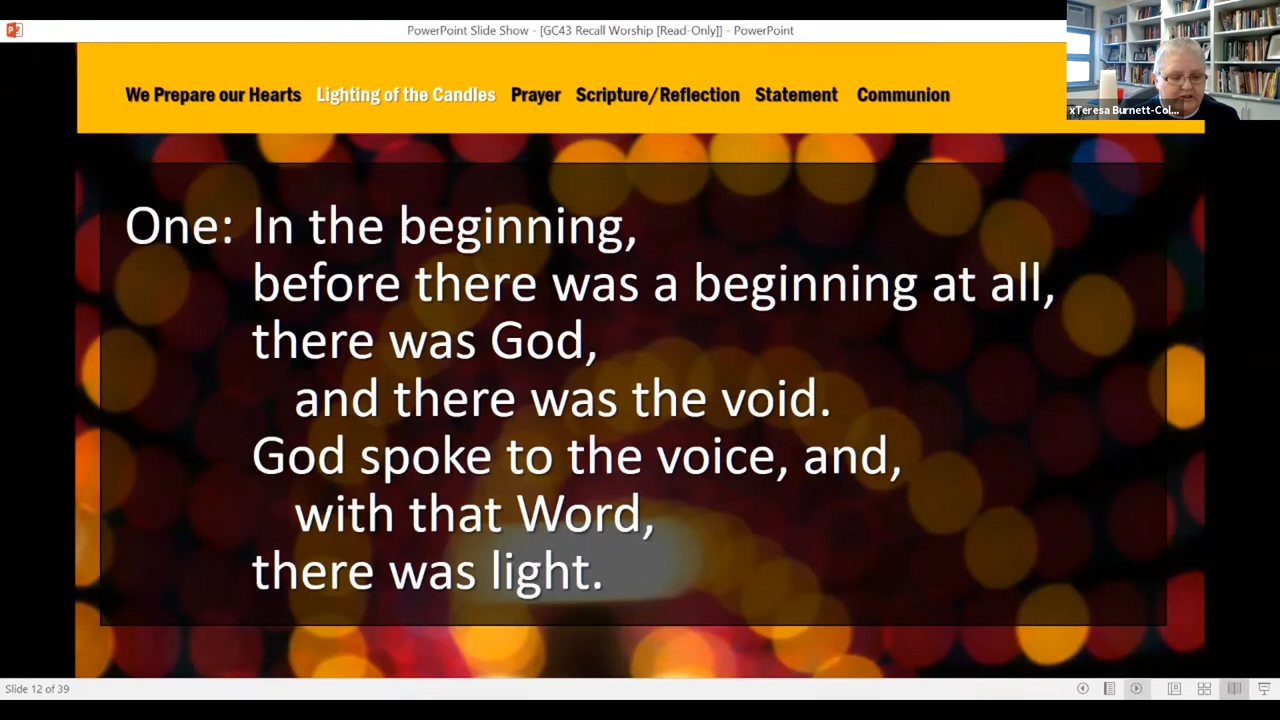 PowerPoint Slide Show - [GC43 Recall Worship [Read-Only]] - PowerPoint
xTeresa Burnett-Col...
We Prepare our Hearts Lighting of the Candles Prayer Scripture/Reflection Statement Communion
One: In the beginning,
before there was a beginning at all,
there was God,
and there was the void.
God spoke to the voice, and,
with that Word,
there was light.
Slide 12 of 39